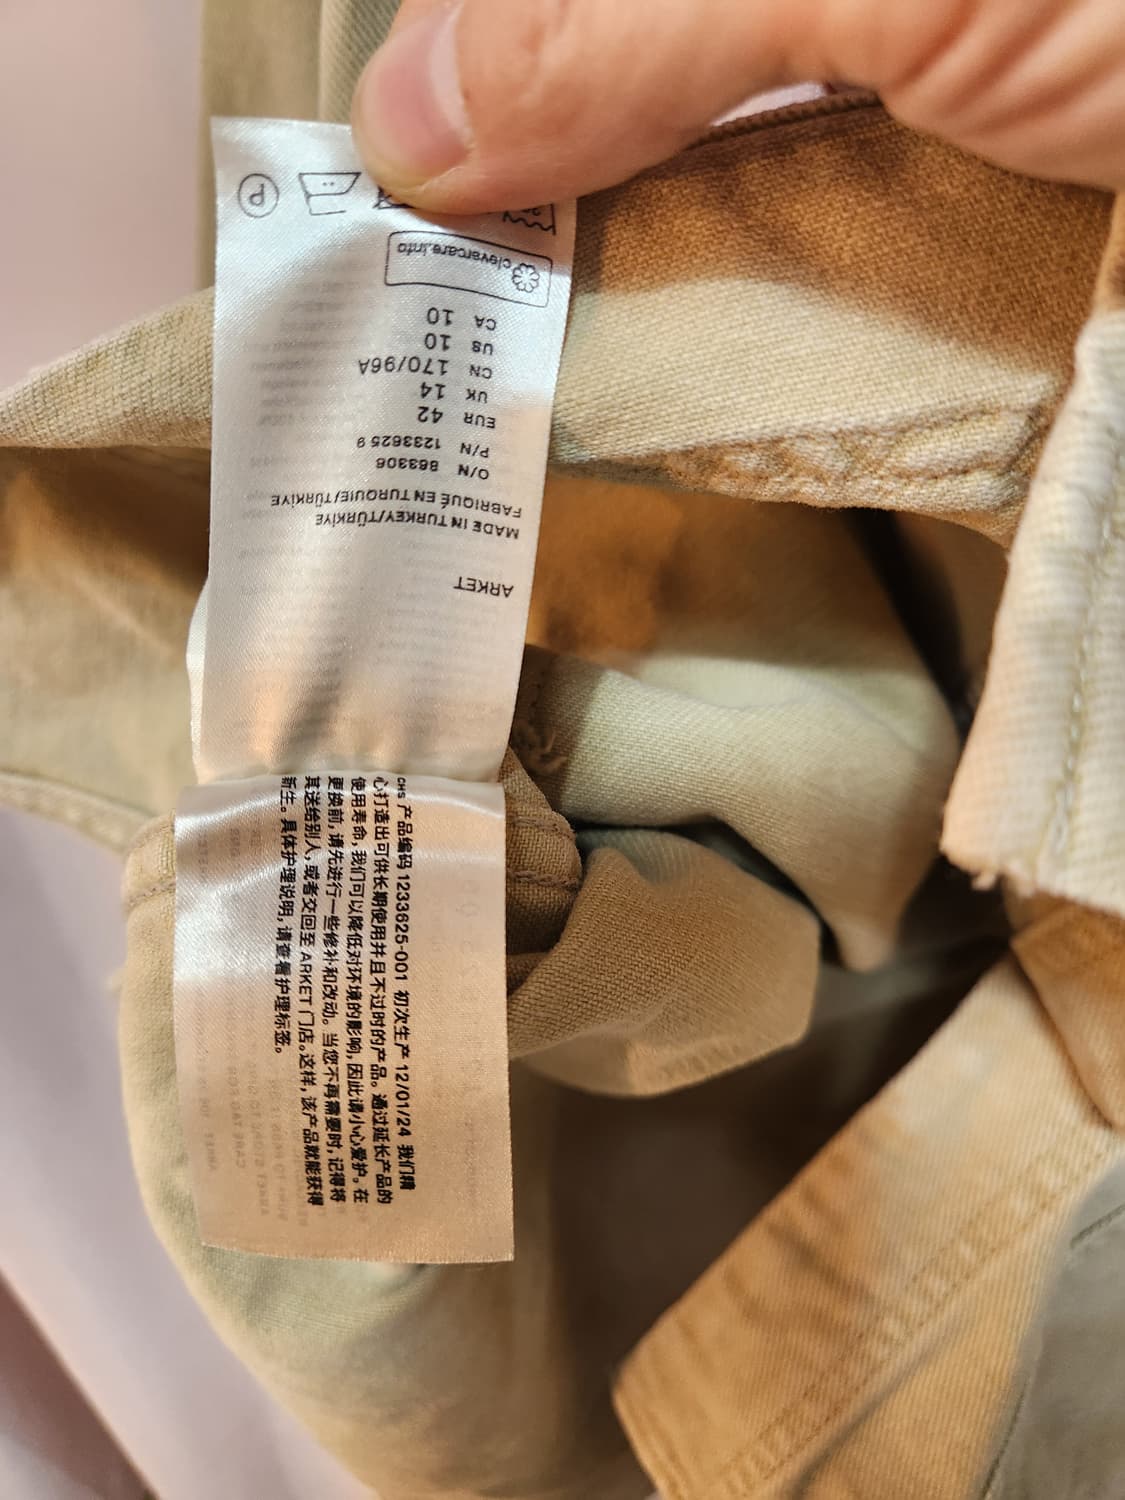 ARKET
MADE IN TURKEY/TÜRKİYE
FABRIQUÉ EN TURQUIE/TÜRKİYE
O/N 863306
P/N 1233625 9
EUR 42
UK 14
CN 170/96A
US 10
CA 10
clevercare.info
P
CHS 产品编码 1233625-001 初次生产 12/01/24 我们精
心打造出可供长期使用并且不过时的产品。通过延长产品的
使用寿命,我们可以降低对环境的影响,因此请小心爱护。在
更换前,请先进行一些修补和改动。当您不再需要时,记得将
其送给别人,或者交回至 ARKET 门店。这样,该产品就能获得
新生。具体护理说明,请查看护理标签。